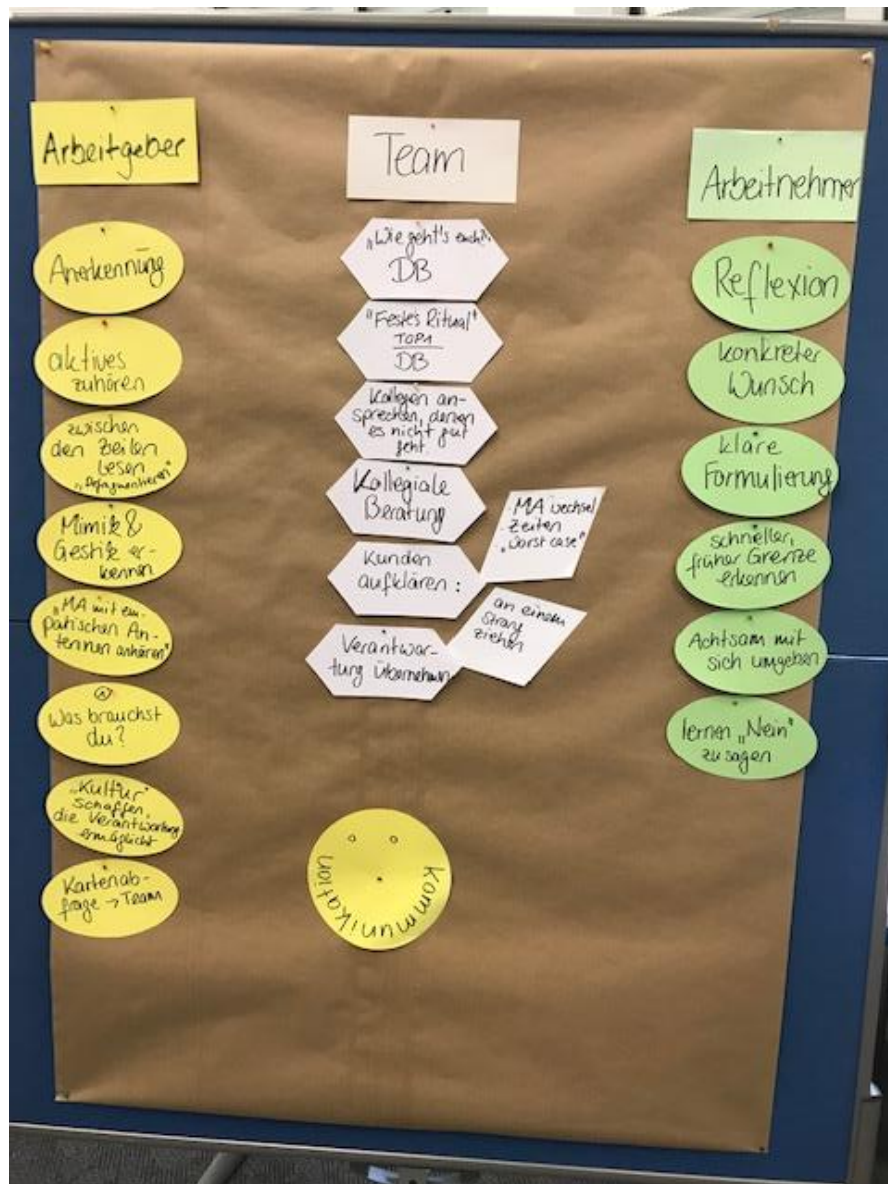 Arbeitgeber
Anerkennung
aktives
zuhören
zwischen
den Zeilen
Lesen
"Defragmentieren"
Mimik &
Gestik er-
kennen
"MA mit em-
patischen An-
tennen anhören"
Was brauchst
du?
"Kultur"
schaffen,
die Verantwortung
ermöglicht
Kartenab-
frage → Team
Team
"Wie geht's euch?"
DB
"Festes Ritual"
TOP1
DB
Kollegen an-
sprechen, denen
es nicht gut
geht.
Kollegiale
Beratung
Kunden
aufklären:
MA wechsel
Zeiten
"Worst case"
an einem
Strang
ziehen
Verantwor-
tung übernehmen
Kommunikation
Arbeitnehmer
Reflexion
konkreter
Wunsch
klare
Formulierung
schneller,
früher Grenze
erkennen
Achtsam mit
sich umgehen
lernen "Nein"
zu sagen